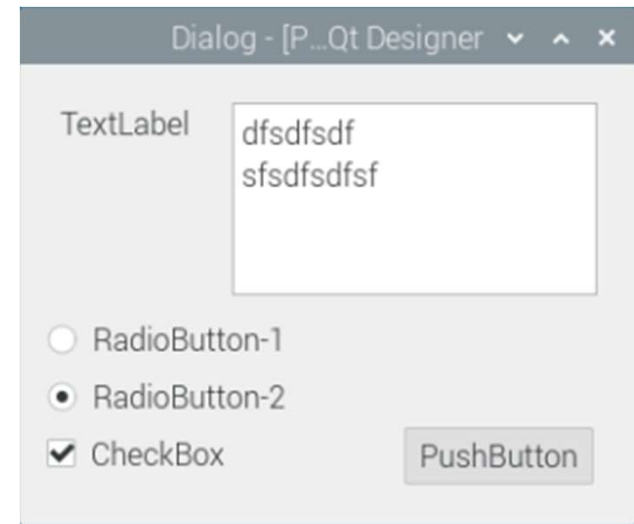 Dialog - [P...Qt Designer
TextLabel
dfsdfsdf
sfsdfsdfsf
RadioButton-1
RadioButton-2
CheckBox
PushButton